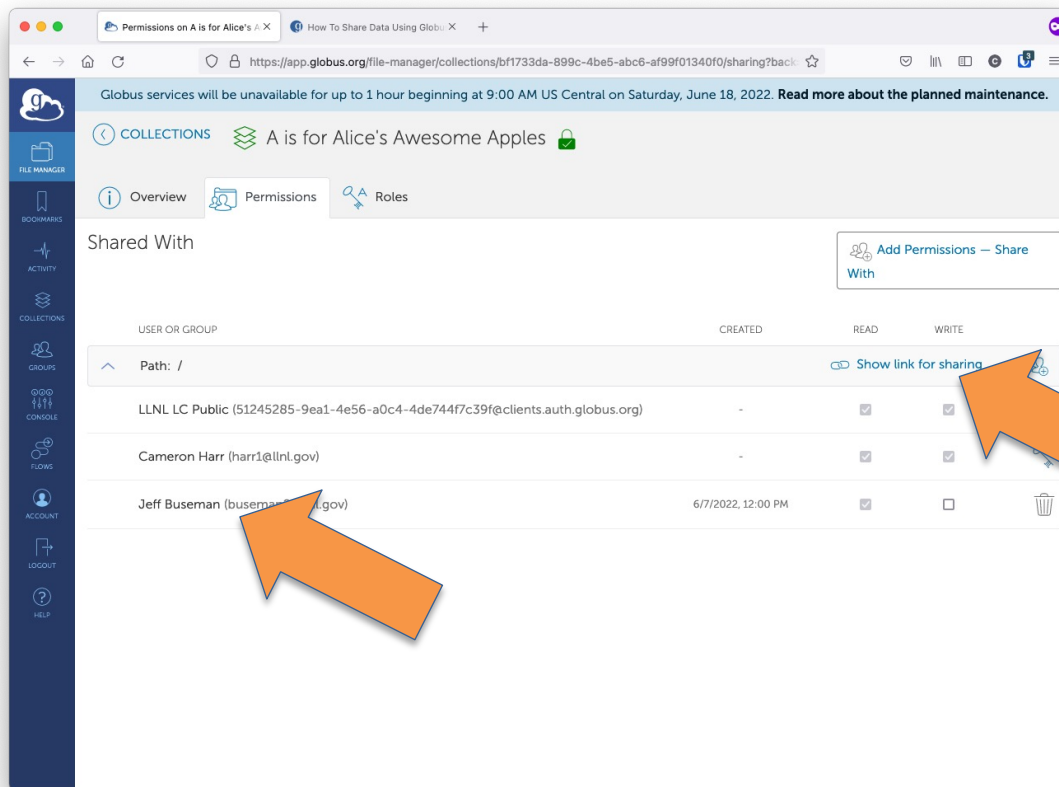 Permissions on A is for Alice's A
How To Share Data Using Globu
https://app.globus.org/file-manager/collections/bf1733da-899c-4be5-abc6-af99f01340f0/sharing?back
3
Globus services will be unavailable for up to 1 hour beginning at 9:00 AM US Central on Saturday, June 18, 2022. Read more about the planned maintenance.
COLLECTIONS A is for Alice's Awesome Apples
FILE MANAGER
Overview Permissions Roles
BOOKMARKS
Shared With
Add Permissions — Share
With
ACTIVITY
COLLECTIONS
USER OR GROUP CREATED READ WRITE
GROUPS
Path: / Show link for sharing
CONSOLE
LLNL LC Public (51245285-9ea1-4e56-a0c4-4de744f7c39f@clients.auth.globus.org) -
Cameron Harr (harr1@llnl.gov) -
FLOWS
Jeff Buseman 6/7/2022, 12:00 PM
ACCOUNT
LOGOUT
HELP